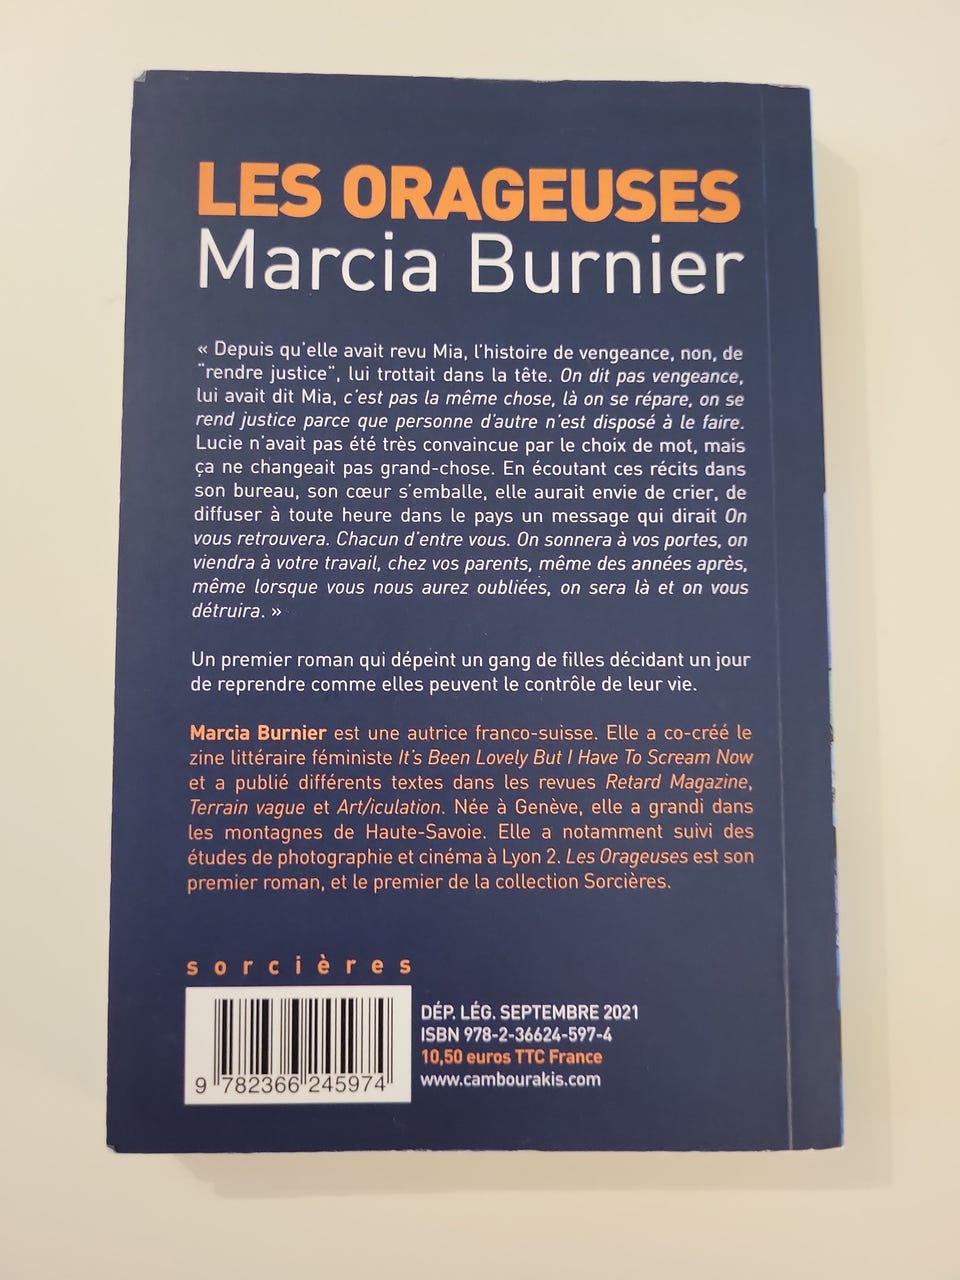 LES ORAGEUSES
Marcia Burnier
« Depuis qu'elle avait revu Mia, l'histoire de vengeance, non, de
"rendre justice", lui trottait dans la tête. On dit pas vengeance,
lui avait dit Mia, c'est pas la même chose, là on se répare, on se
rend justice parce que personne d'autre n'est disposé à le faire.
Lucie n'avait pas été très convaincue par le choix de mot, mais
ça ne changeait pas grand-chose. En écoutant ces récits dans
son bureau, son cœur s'emballe, elle aurait envie de crier, de
diffuser à toute heure dans le pays un message qui dirait On
vous retrouvera. Chacun d'entre vous. On sonnera à vos portes, on
viendra à votre travail, chez vos parents, même des années après,
même lorsque vous nous aurez oubliées, on sera là et on vous
détruira. »
Un premier roman qui dépeint un gang de filles décidant un jour
de reprendre comme elles peuvent le contrôle de leur vie.
Marcia Burnier est une autrice franco-suisse. Elle a co-créé le
zine littéraire féministe It's Been Lovely But I Have To Scream Now
et a publié différents textes dans les revues Retard Magazine,
Terrain vague et Art/iculation. Née à Genève, elle a grandi dans
les montagnes de Haute-Savoie. Elle a notamment suivi des
études de photographie et cinéma à Lyon 2. Les Orageuses est son
premier roman, et le premier de la collection Sorcières.
sorcières
DÉP. LÉG. SEPTEMBRE 2021
ISBN 978-2-36624-597-4
10,50 euros TTC France
www.cambourakis.com
9 782366 245974